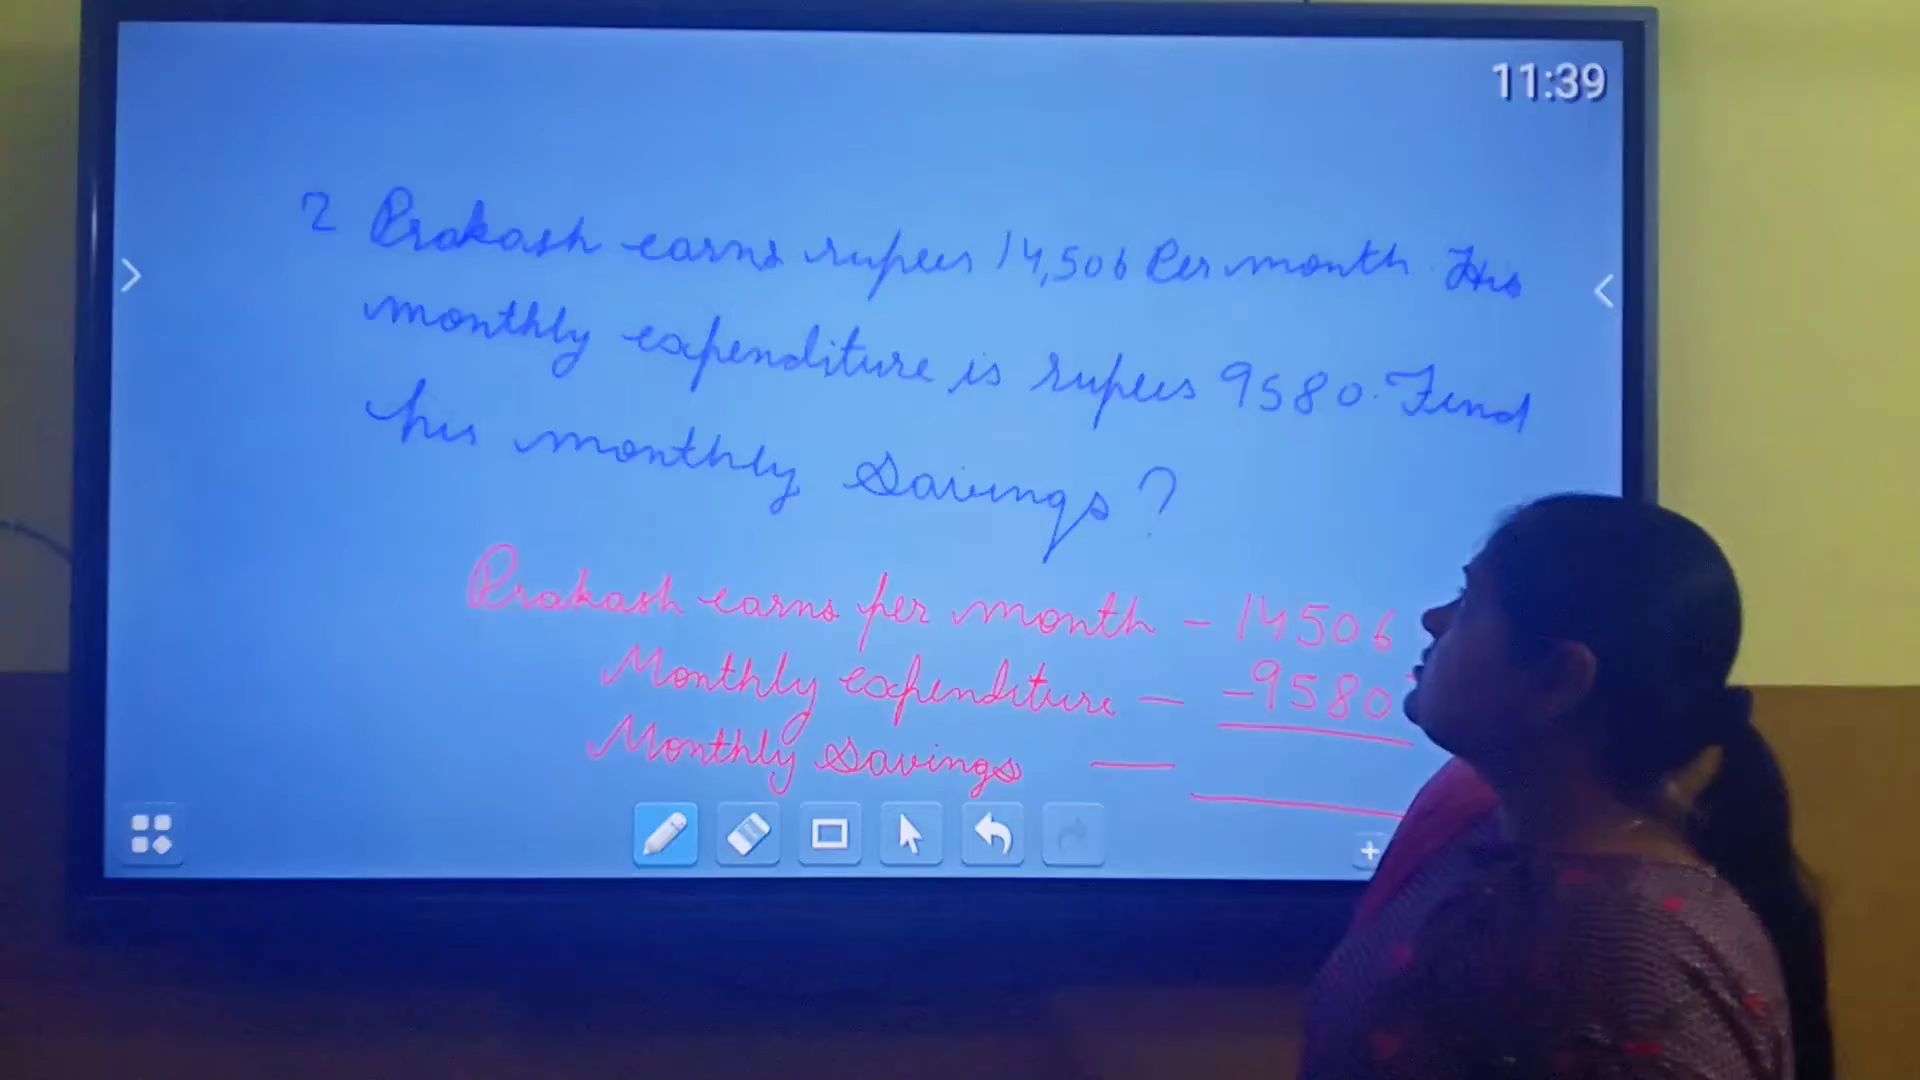 11:39
2 Prakash earns rupees 14,506 Per month. His
monthly expenditure is rupees 9580. Find
his monthly Savings?
Prakash earns per month - 14506
Monthly expenditure — - 9580
Monthly Savings —